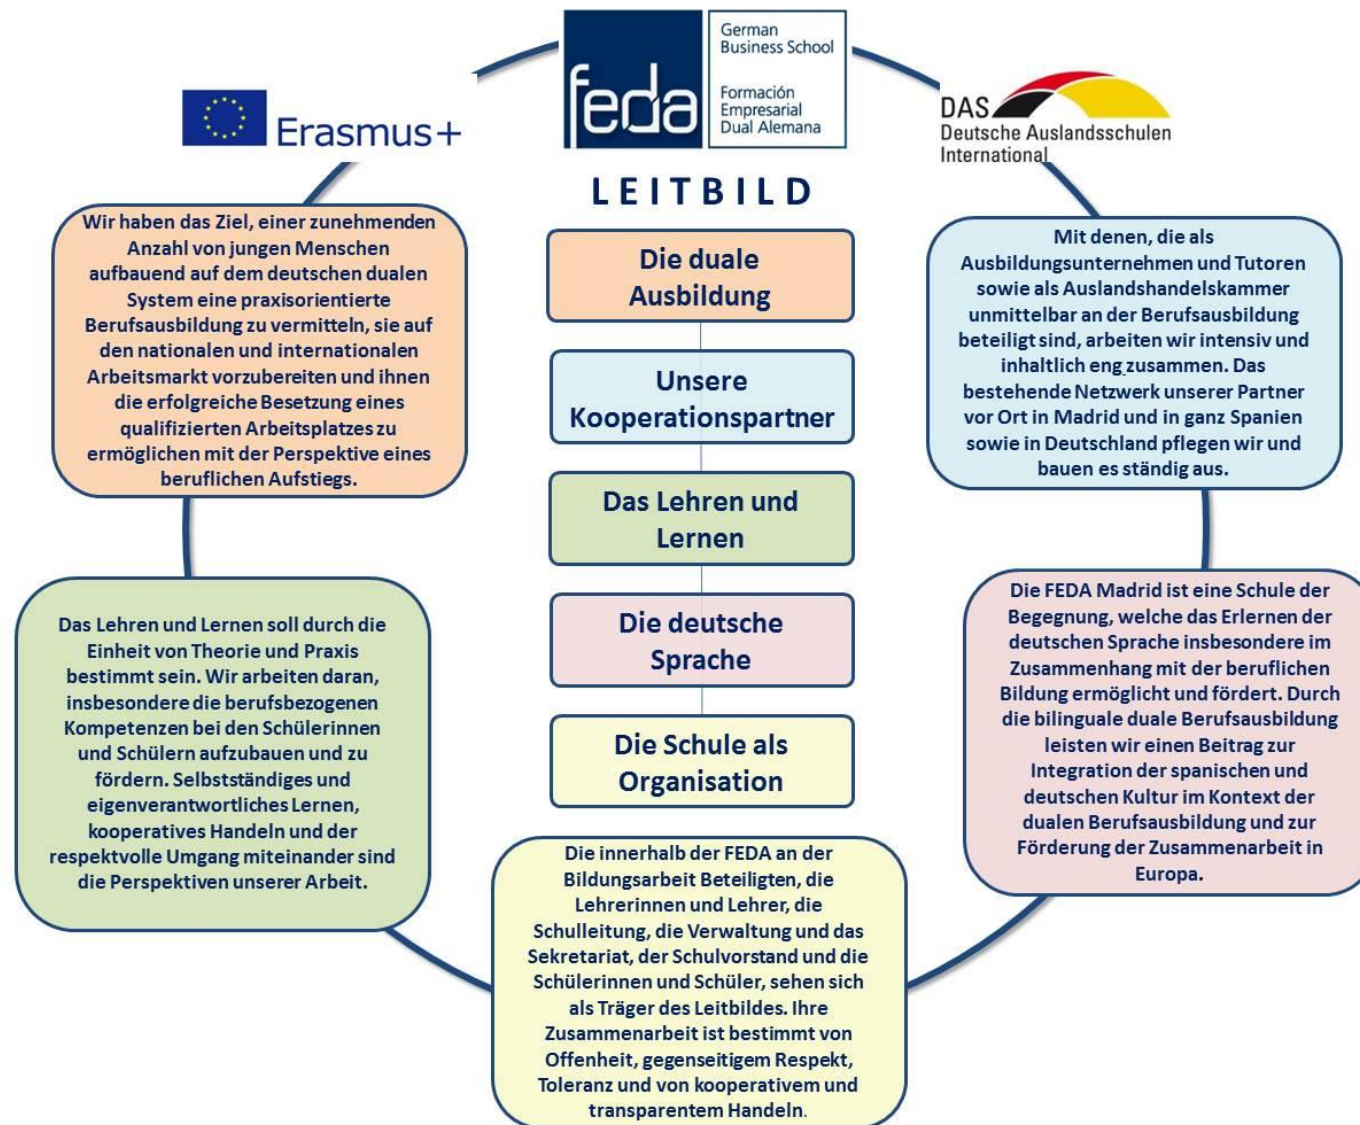 Erasmus+
feda
German
Business School
Formación
Empresarial
Dual Alemana
DAS
Deutsche Auslandsschulen
International
LEITBILD
Wir haben das Ziel, einer zunehmenden
Anzahl von jungen Menschen
aufbauend auf dem deutschen dualen
System eine praxisorientierte
Berufsausbildung zu vermitteln, sie auf
den nationalen und internationalen
Arbeitsmarkt vorzubereiten und ihnen
die erfolgreiche Besetzung eines
qualifizierten Arbeitsplatzes zu
ermöglichen mit der Perspektive eines
beruflichen Aufstiegs.
Die duale
Ausbildung
Unsere
Kooperationspartner
Das Lehren und
Lernen
Die deutsche
Sprache
Die Schule als
Organisation
Mit denen, die als
Ausbildungsunternehmen und Tutoren
sowie als Auslandshandelskammer
unmittelbar an der Berufsausbildung
beteiligt sind, arbeiten wir intensiv und
inhaltlich eng zusammen. Das
bestehende Netzwerk unserer Partner
vor Ort in Madrid und in ganz Spanien
sowie in Deutschland pflegen wir und
bauen es ständig aus.
Das Lehren und Lernen soll durch die
Einheit von Theorie und Praxis
bestimmt sein. Wir arbeiten daran,
insbesondere die berufsbezogenen
Kompetenzen bei den Schülerinnen
und Schülern aufzubauen und zu
fördern. Selbstständiges und
eigenverantwortliches Lernen,
kooperatives Handeln und der
respektvolle Umgang miteinander sind
die Perspektiven unserer Arbeit.
Die FEDA Madrid ist eine Schule der
Begegnung, welche das Erlernen der
deutschen Sprache insbesondere im
Zusammenhang mit der beruflichen
Bildung ermöglicht und fördert. Durch
die bilinguale duale Berufsausbildung
leisten wir einen Beitrag zur
Integration der spanischen und
deutschen Kultur im Kontext der
dualen Berufsausbildung und zur
Förderung der Zusammenarbeit in
Europa.
Die innerhalb der FEDA an der
Bildungsarbeit Beteiligten, die
Lehrerinnen und Lehrer, die
Schulleitung, die Verwaltung und das
Sekretariat, der Schulvorstand und die
Schülerinnen und Schüler, sehen sich
als Träger des Leitbildes. Ihre
Zusammenarbeit ist bestimmt von
Offenheit, gegenseitigem Respekt,
Toleranz und von kooperativem und
transparentem Handeln.